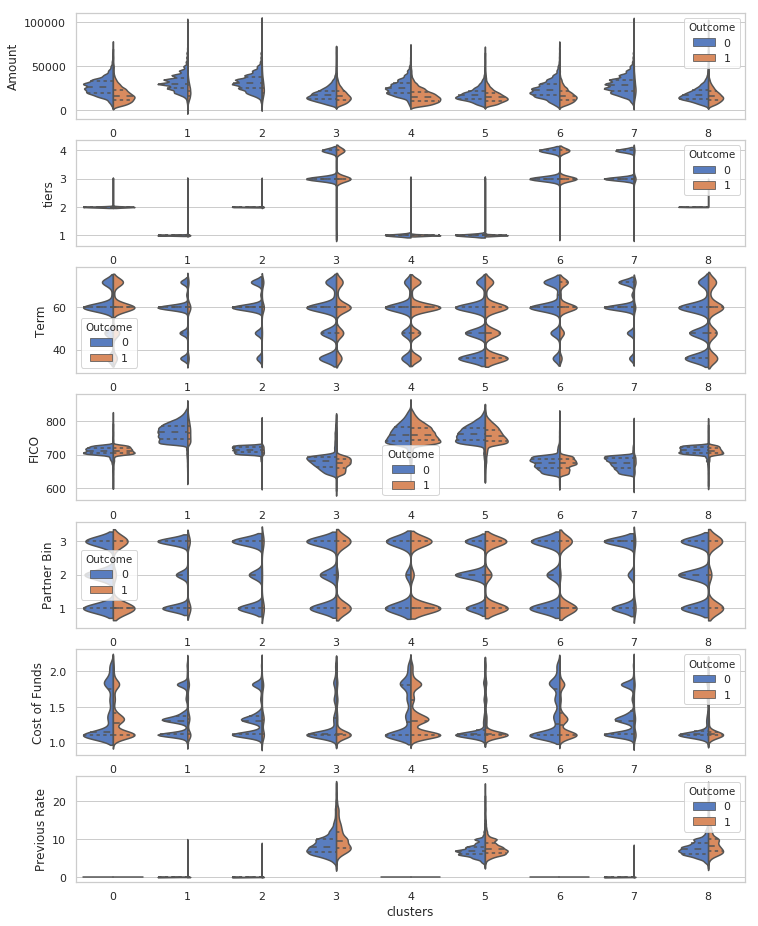 Amount
100000
50000
0
Outcome
0
1
0 1 2 3 4 5 6 7 8
tiers
4
3
2
1
Outcome
0
1
0 1 2 3 4 5 6 7 8
Term
60
40
Outcome
0
1
0 1 2 3 4 5 6 7 8
FICO
800
700
600
Outcome
0
1
0 1 2 3 4 5 6 7 8
Partner Bin
3
2
1
Outcome
0
1
0 1 2 3 4 5 6 7 8
Cost of Funds
2.0
1.5
1.0
Outcome
0
1
0 1 2 3 4 5 6 7 8
Previous Rate
20
10
0
Outcome
0
1
0 1 2 3 4 5 6 7 8
clusters